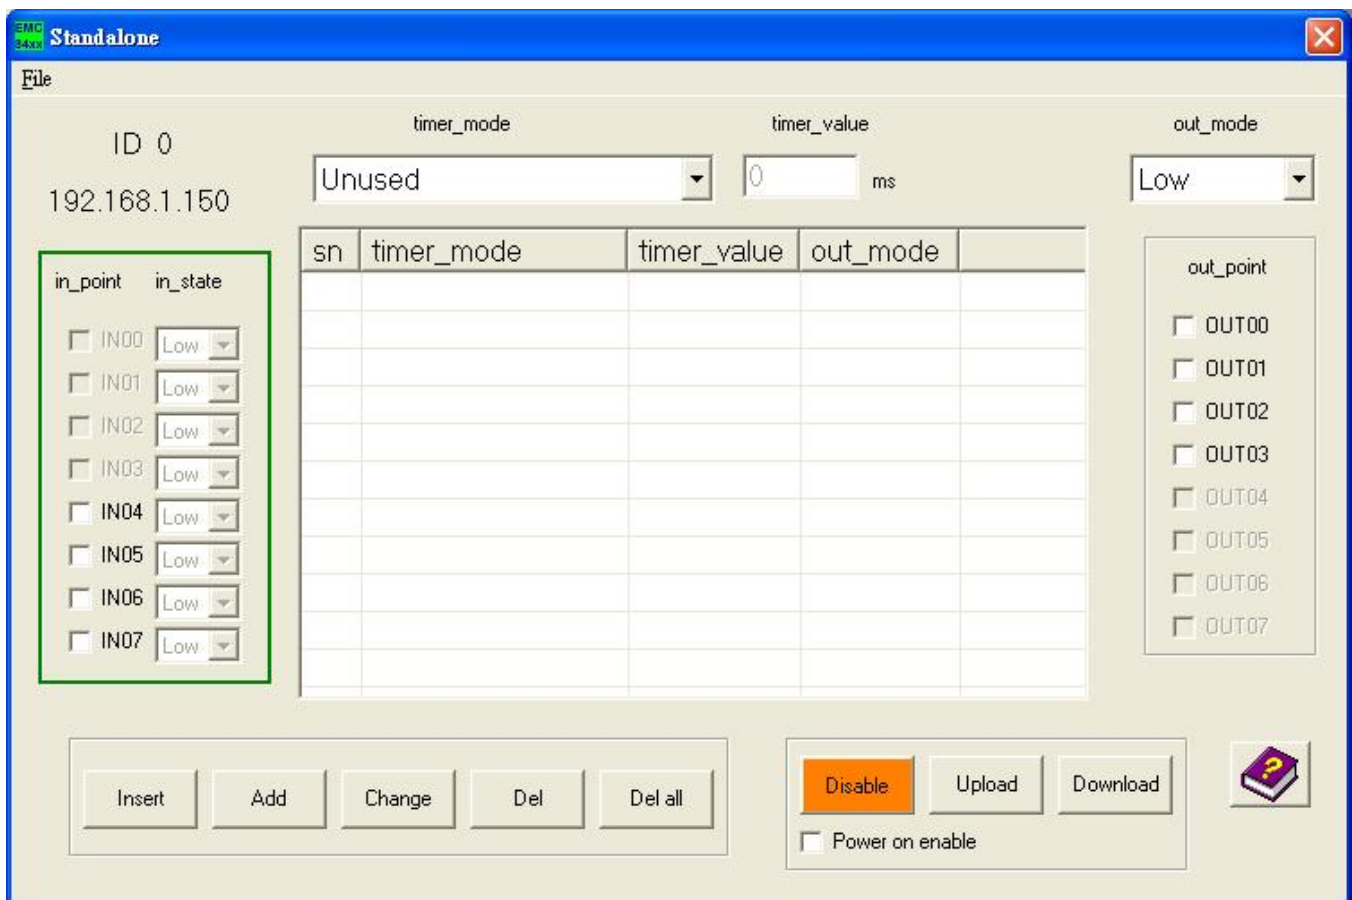 EMC
34xx
Standalone
File
ID 0
192.168.1.150
timer_mode
timer_value
out_mode
Unused
0
ms
Low
in_point in_state
IN00 Low
IN01 Low
IN02 Low
IN03 Low
IN04 Low
IN05 Low
IN06 Low
IN07 Low
sn timer_mode timer_value out_mode
out_point
OUT00
OUT01
OUT02
OUT03
OUT04
OUT05
OUT06
OUT07
Insert Add Change Del Del all
Disable Upload Download
Power on enable
?